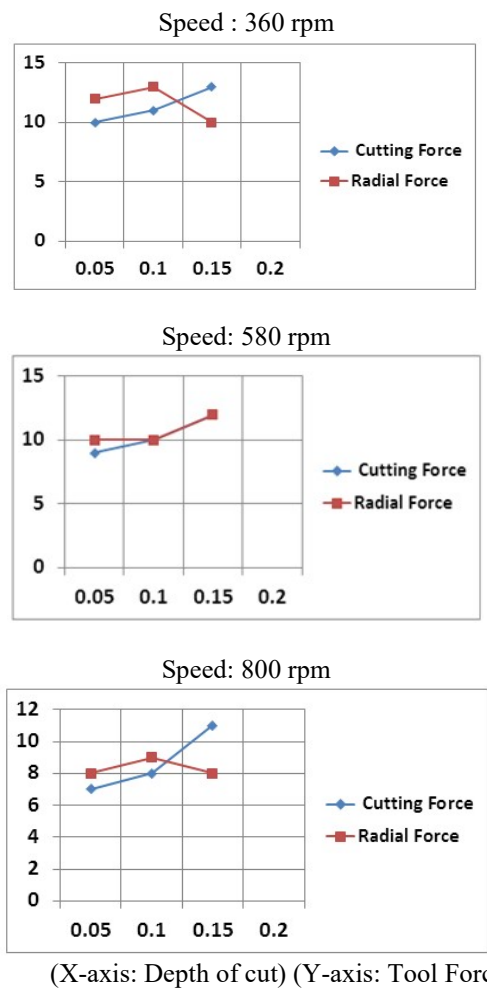 Speed : 360 rpm
15
10
5
0
0.05 0.1 0.15 0.2
Cutting Force
Radial Force
Speed: 580 rpm
15
10
5
0
0.05 0.1 0.15 0.2
Cutting Force
Radial Force
Speed: 800 rpm
12
10
8
6
4
2
0
0.05 0.1 0.15 0.2
Cutting Force
Radial Force
(X-axis: Depth of cut) (Y-axis: Tool Forc